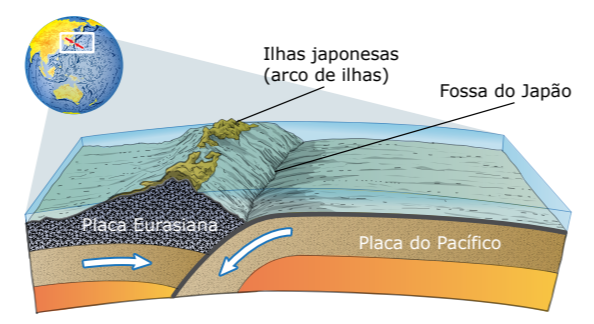 Ilhas japonesas
(arco de ilhas)
Fossa do Japão
Placa Eurasiana
Placa do Pacífico